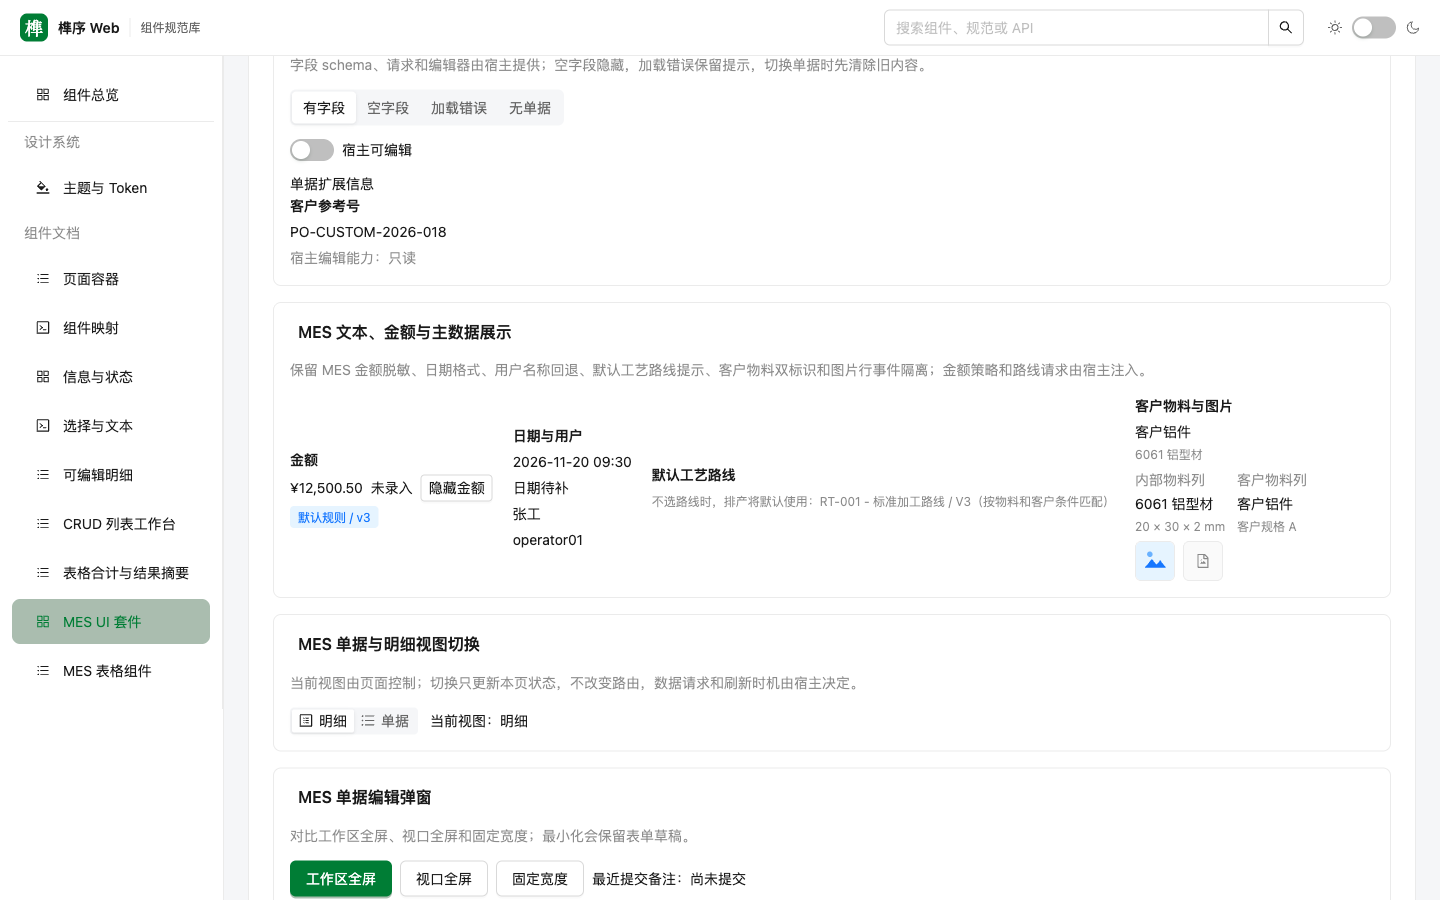 榫 榫序 Web 组件规范库
搜索组件、规范或 API
组件总览
设计系统
主题与 Token
组件文档
页面容器
组件映射
信息与状态
选择与文本
可编辑明细
CRUD 列表工作台
表格合计与结果摘要
MES UI 套件
MES 表格组件
字段 schema、请求和编辑器由宿主提供；空字段隐藏，加载错误保留提示，切换单据时先清除旧内容。
有字段 空字段 加载错误 无单据
宿主可编辑
单据扩展信息
客户参考号
PO-CUSTOM-2026-018
宿主编辑能力：只读
MES 文本、金额与主数据展示
保留 MES 金额脱敏、日期格式、用户名称回退、默认工艺路线提示、客户物料双标识和图片行事件隔离；金额策略和路线请求由宿主注入。
金额
¥12,500.50 未录入 隐藏金额
默认规则 / v3
日期与用户
2026-11-20 09:30
日期待补
张工
operator01
默认工艺路线
不选路线时，排产将默认使用：RT-001 - 标准加工路线 / V3（按物料和客户条件匹配）
客户物料与图片
客户铝件
6061 铝型材
内部物料列 客户物料列
6061 铝型材 客户铝件
20 × 30 × 2 mm 客户规格 A
MES 单据与明细视图切换
当前视图由页面控制；切换只更新本页状态，不改变路由，数据请求和刷新时机由宿主决定。
明细 单据 当前视图：明细
MES 单据编辑弹窗
对比工作区全屏、视口全屏和固定宽度；最小化会保留表单草稿。
工作区全屏 视口全屏 固定宽度 最近提交备注：尚未提交